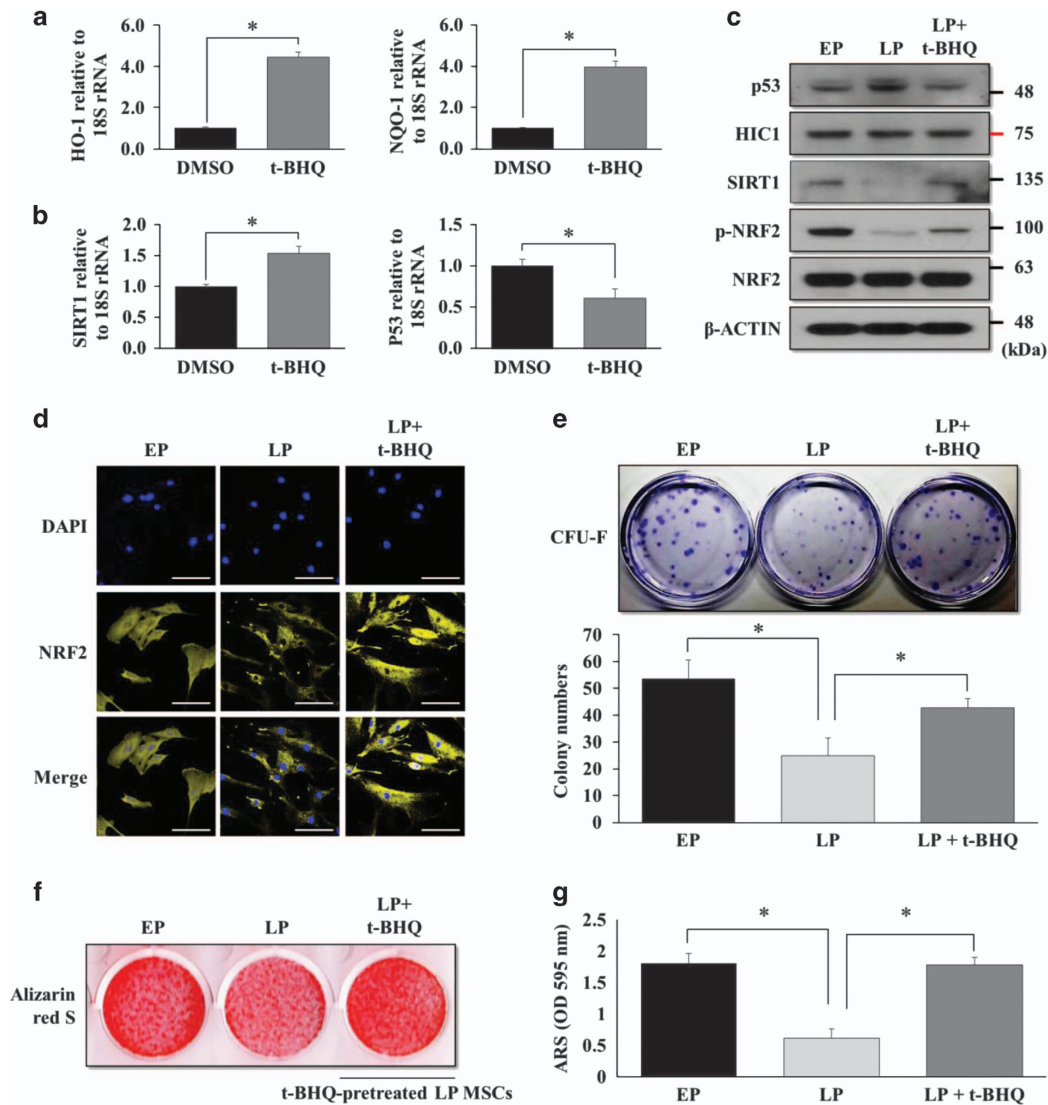 a
HO-1 relative to
18S rRNA
6.0
4.0
2.0
0.0
*
DMSO
t-BHQ
NQO-1 relative
to 18S rRNA
6.0
4.0
2.0
0.0
*
DMSO
t-BHQ
b
SIRT1 relative
to 18S rRNA
2.0
1.5
1.0
0.5
0.0
*
DMSO
t-BHQ
P53 relative to
18S rRNA
1.5
1.0
0.5
0.0
*
DMSO
t-BHQ
c
EP
LP
LP+
t-BHQ
p53
48
HIC1
75
SIRT1
135
p-NRF2
100
NRF2
63
β-ACTIN
48
(kDa)
d
EP
LP
LP+
t-BHQ
DAPI
NRF2
Merge
e
EP
LP
LP+
t-BHQ
CFU-F
Colony numbers
70
60
50
40
30
20
10
0
*
*
EP
LP
LP + t-BHQ
f
EP
LP
LP+
t-BHQ
Alizarin
red S
t-BHQ-pretreated LP MSCs
g
ARS (OD 595 nm)
2
1.5
1
0.5
0
*
*
EP
LP
LP + t-BHQ